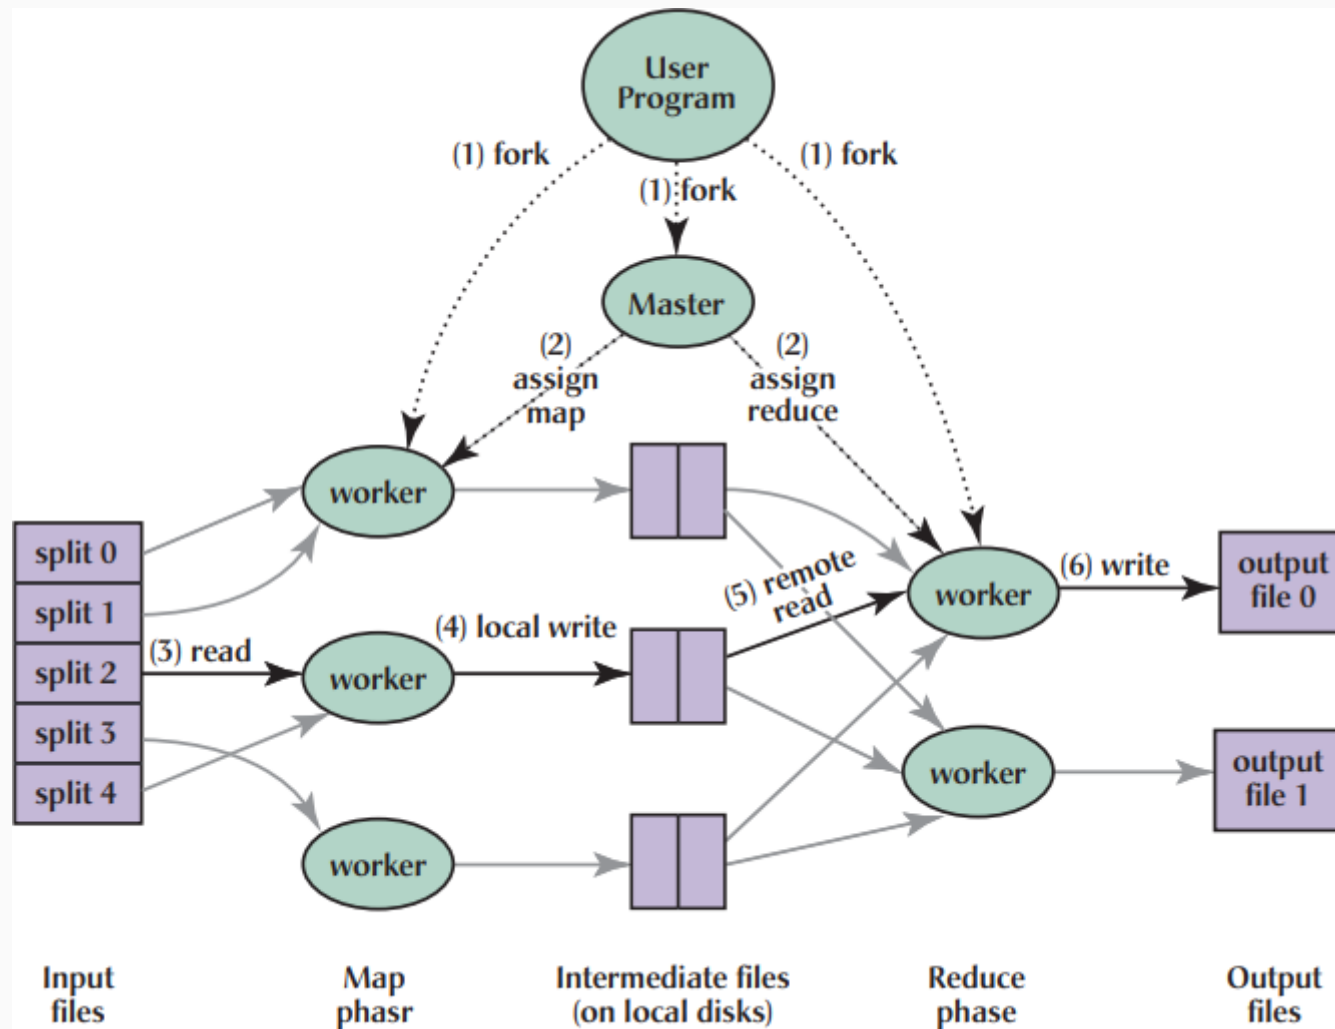 User
Program
(1) fork
(1) fork
(1) fork
Master
(2)
assign
map
(2)
assign
reduce
worker
split 0
split 1
split 2
split 3
split 4
(3) read
worker
(4) local write
(5) remote
read
worker
(6) write
output
file 0
worker
output
file 1
worker
Input
files
Map
phasr
Intermediate files
(on local disks)
Reduce
phase
Output
files